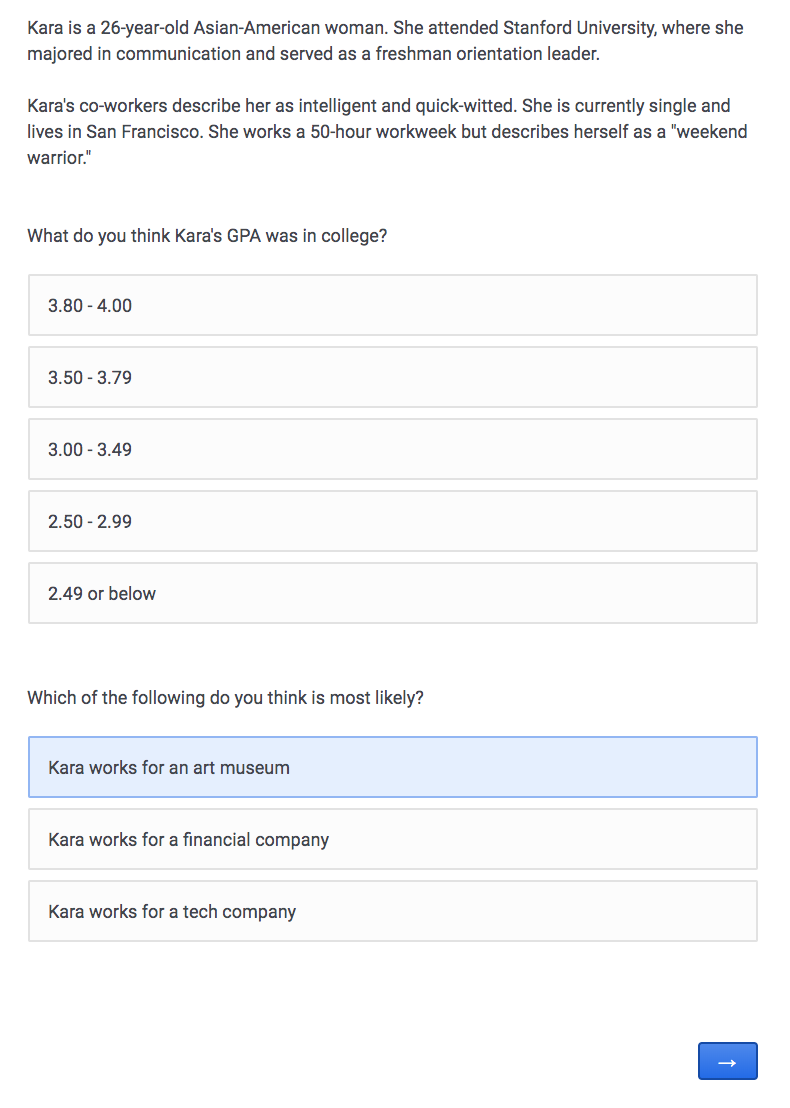 Kara is a 26-year-old Asian-American woman. She attended Stanford University, where she
majored in communication and served as a freshman orientation leader.
Kara's co-workers describe her as intelligent and quick-witted. She is currently single and
lives in San Francisco. She works a 50-hour workweek but describes herself as a "weekend
warrior."
What do you think Kara's GPA was in college?
3.80 - 4.00
3.50 - 3.79
3.00 - 3.49
2.50 - 2.99
2.49 or below
Which of the following do you think is most likely?
Kara works for an art museum
Kara works for a financial company
Kara works for a tech company
→